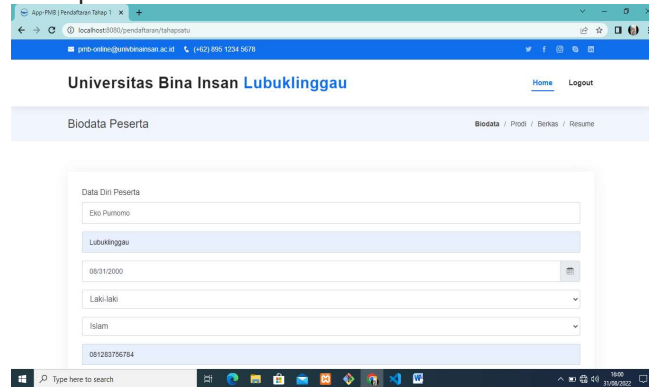 App-PMB | Pendaftaran Tahap 1
localhost:8080/pendaftaran/tahapsatu
pmb-online@univbinainsan.ac.id (+62) 895 1234 5678
Universitas Bina Insan Lubuklinggau
Home Logout
Biodata Peserta
Biodata / Prodi / Berkas / Resume
Data Diri Peserta
Eko Purnomo
Lubuklinggau
08/31/2000
Laki-laki
Islam
081283756784
Type here to search
16:00
31/08/2022